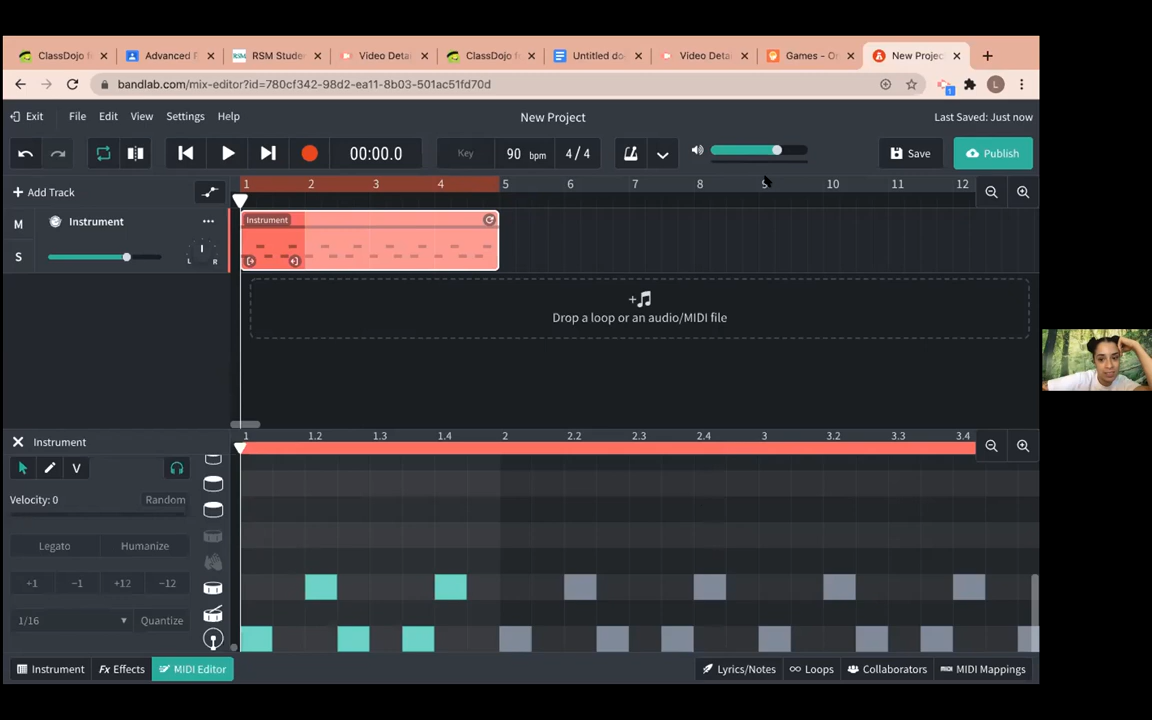 ClassDojo f
Advanced
RSM Stude
Video Detai
ClassDojo f
Untitled do
Video Detai
Games - O
New Projec
bandlab.com/mix-editor?id=780cf342-98d2-ea11-8b03-501ac51fd70d
L
1
Exit File Edit View Settings Help
New Project
Last Saved: Just now
00:00.0
Key
90 bpm
4 / 4
Save
Publish
+ Add Track
1 2 3 4 5 6 7 8 9 10 11 12
M Instrument
S
L R
Instrument
Drop a loop or an audio/MIDI file
Instrument
1 1.2 1.3 1.4 2 2.2 2.3 2.4 3 3.2 3.3 3.4
V
Velocity: 0 Random
Legato Humanize
+1 −1 +12 −12
1/16 Quantize
Instrument Fx Effects MIDI Editor
Lyrics/Notes Loops Collaborators MIDI Mappings